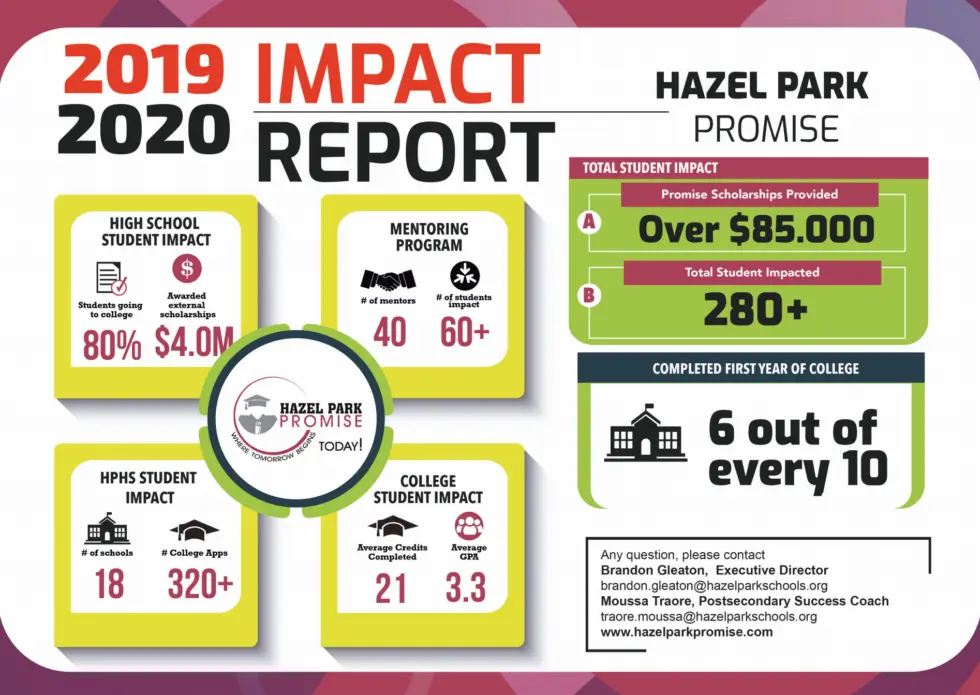 2019
2020
IMPACT
REPORT
HAZEL PARK
PROMISE
HIGH SCHOOL
STUDENT IMPACT
Students going
to college
80%
$
Awarded
external
scholarships
$4.0M
MENTORING
PROGRAM
# of mentors
40
# of students
impact
60+
HAZEL PARK
PROMISE
WHERE TOMORROW BEGINS
TODAY!
HPHS STUDENT
IMPACT
# of schools
18
# College Apps
320+
COLLEGE
STUDENT IMPACT
Average Credits
Completed
21
Average
GPA
3.3
TOTAL STUDENT IMPACT
A
Promise Scholarships Provided
Over $85.000
B
Total Student Impacted
280+
COMPLETED FIRST YEAR OF COLLEGE
6 out of
every 10
Any question, please contact
Brandon Gleaton, Executive Director
brandon.gleaton@hazelparkschools.org
Moussa Traore, Postsecondary Success Coach
traore.moussa@hazelparkschools.org
www.hazelparkpromise.com